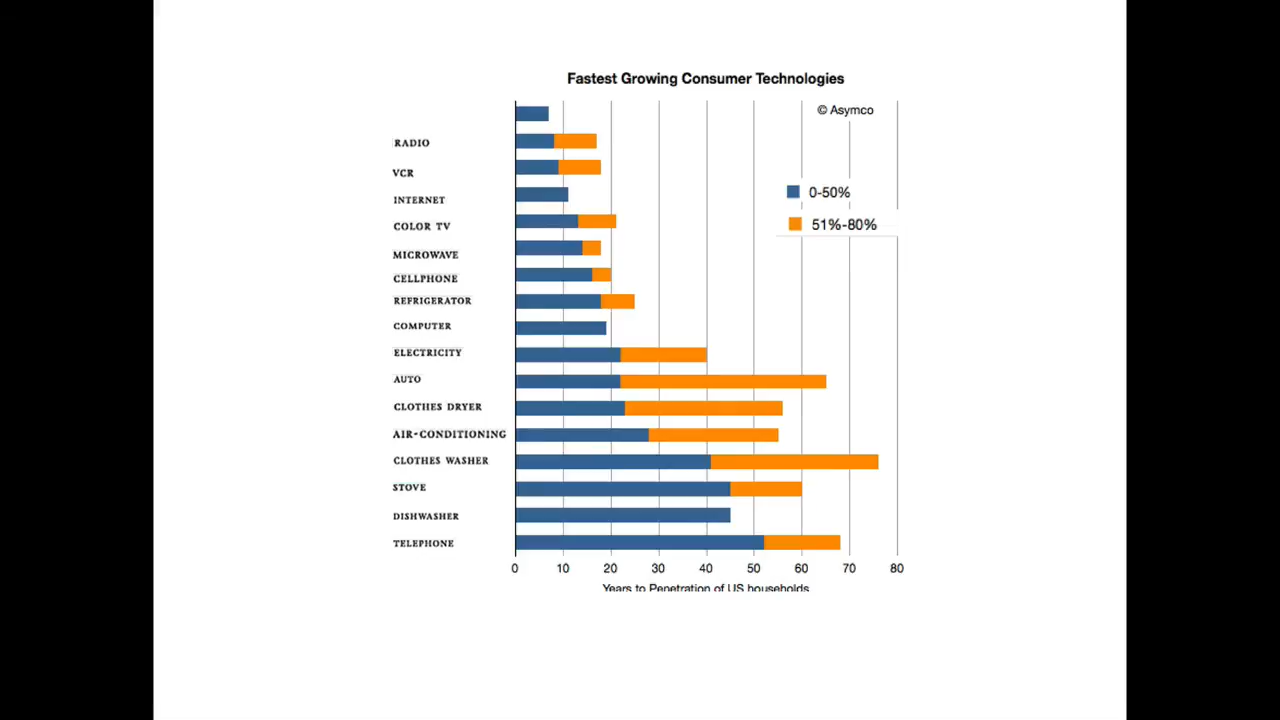 Fastest Growing Consumer Technologies
© Asymco
RADIO
VCR
INTERNET
COLOR TV
MICROWAVE
CELLPHONE
REFRIGERATOR
COMPUTER
ELECTRICITY
AUTO
CLOTHES DRYER
AIR-CONDITIONING
CLOTHES WASHER
STOVE
DISHWASHER
TELEPHONE
0-50%
51%-80%
0 10 20 30 40 50 60 70 80
Years to Penetration of US households